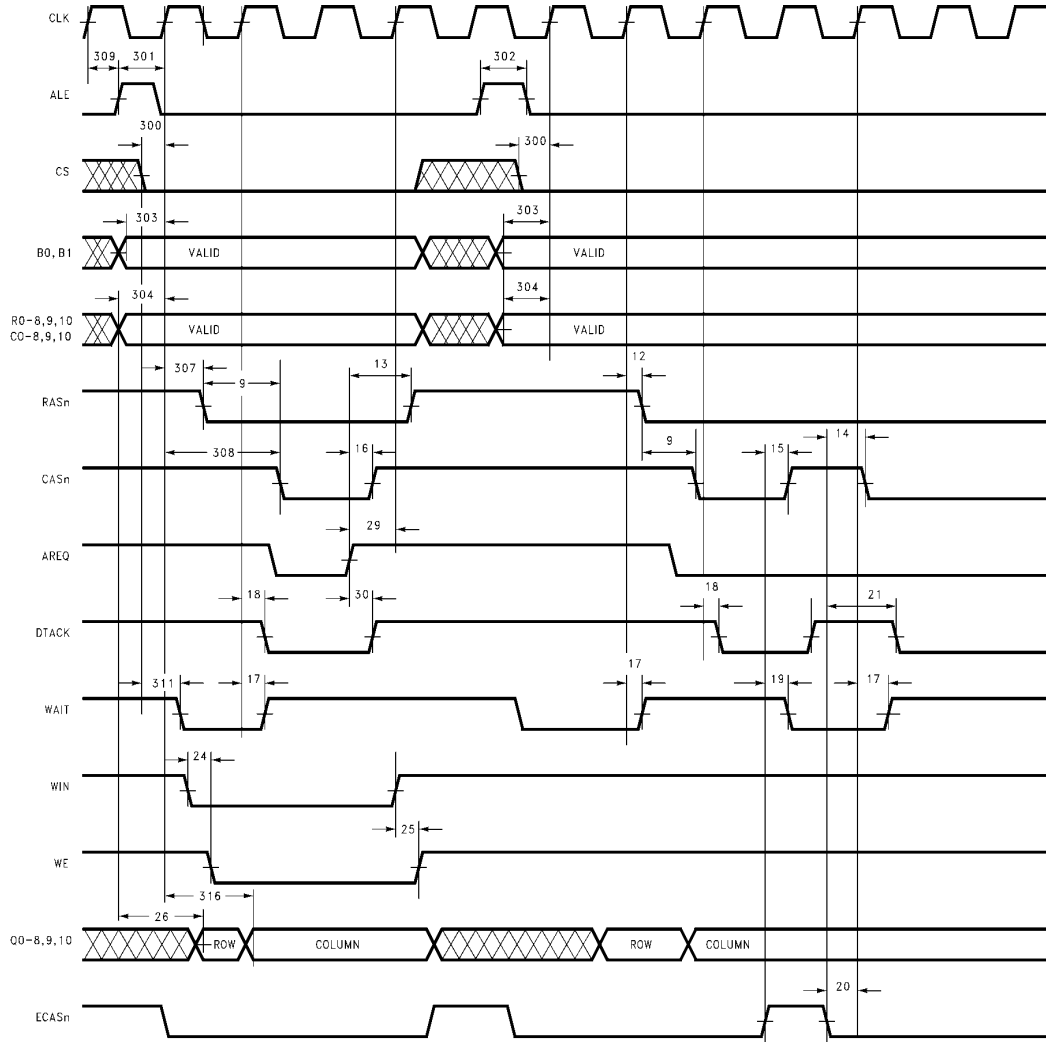 CLK
309 301 302
ALE
300 300
CS
303 303
B0,B1 VALID VALID
304 304
R0-8,9,10
C0-8,9,10 VALID VALID
307 13 12
9
RASn
308 16 9 15 14
CASn
29
AREQ
18 30 18 21
DTACK
311 17 17 19 17
WAIT
24
WIN
25
WE
316
26
Q0-8,9,10 ROW COLUMN ROW COLUMN
20
ECASn